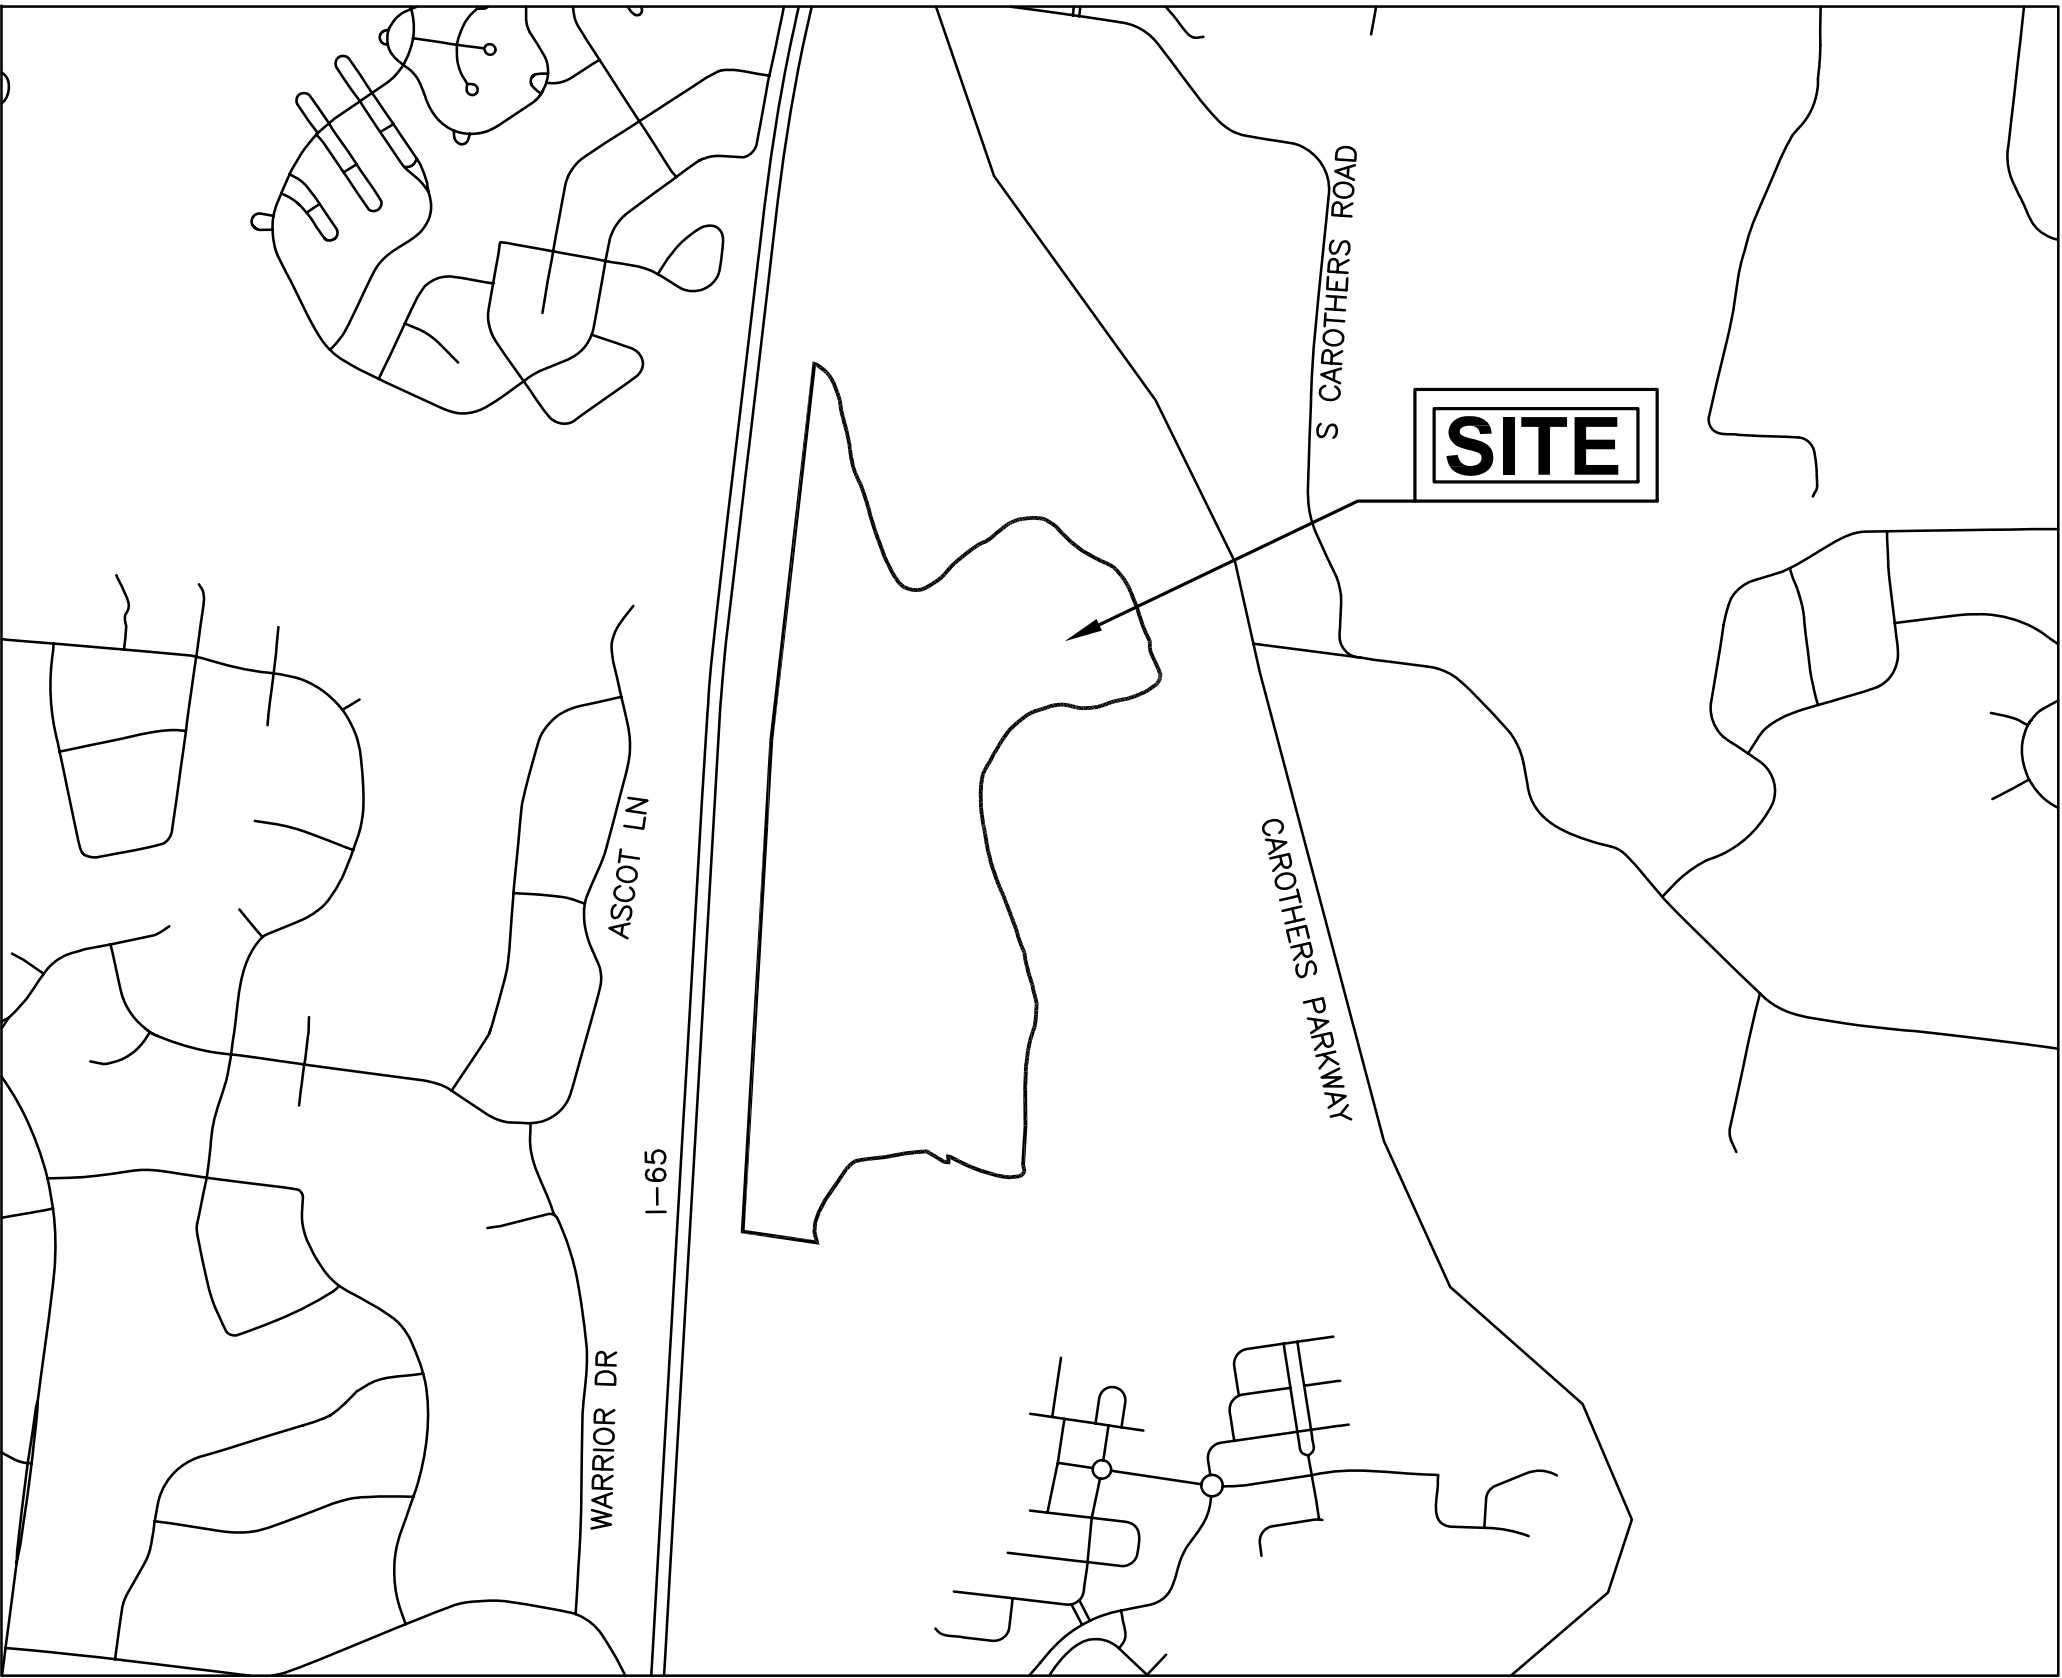 S CAROTHERS ROAD
SITE
ASCOT LN
CAROTHERS PARKWAY
I-65
WARRIOR DR